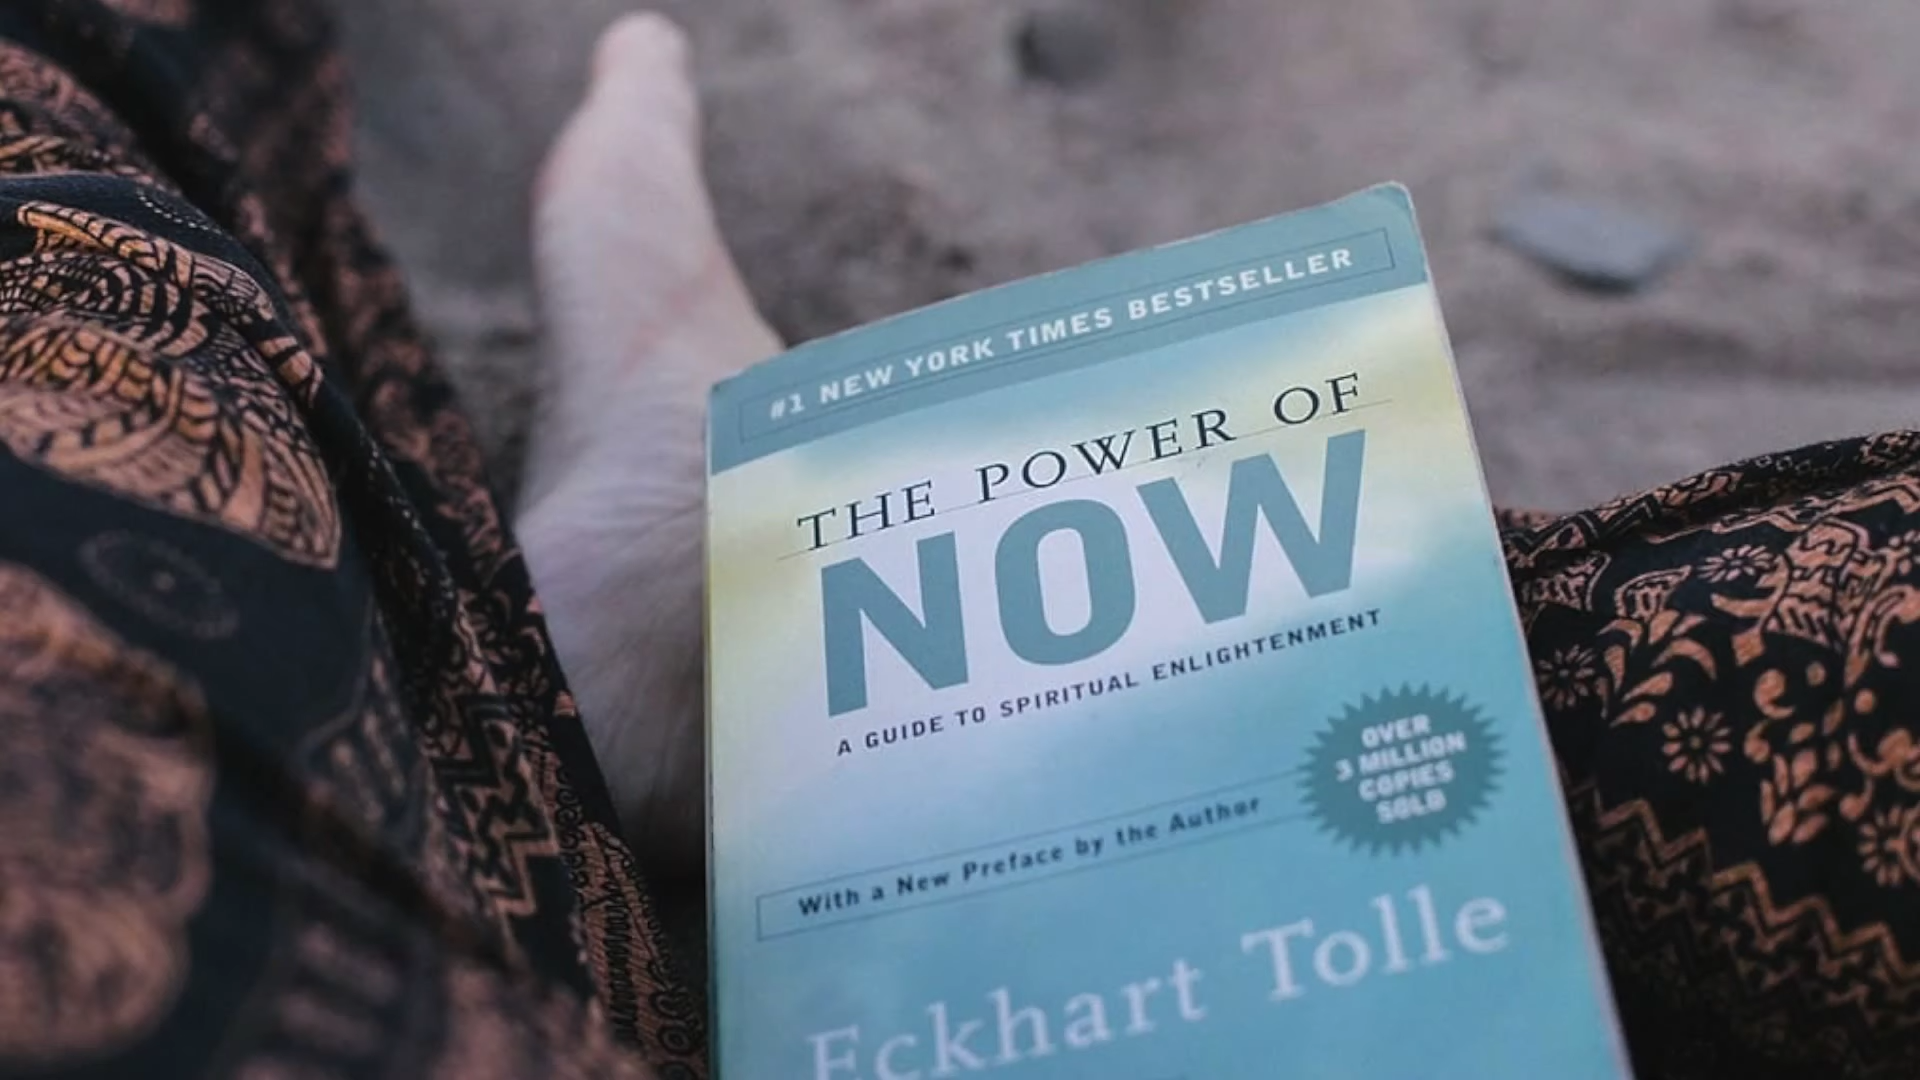 #1 NEW YORK TIMES BESTSELLER
THE POWER OF
NOW
A GUIDE TO SPIRITUAL ENLIGHTENMENT
OVER
3 MILLION
COPIES
SOLD
With a New Preface by the Author
Eckhart Tolle